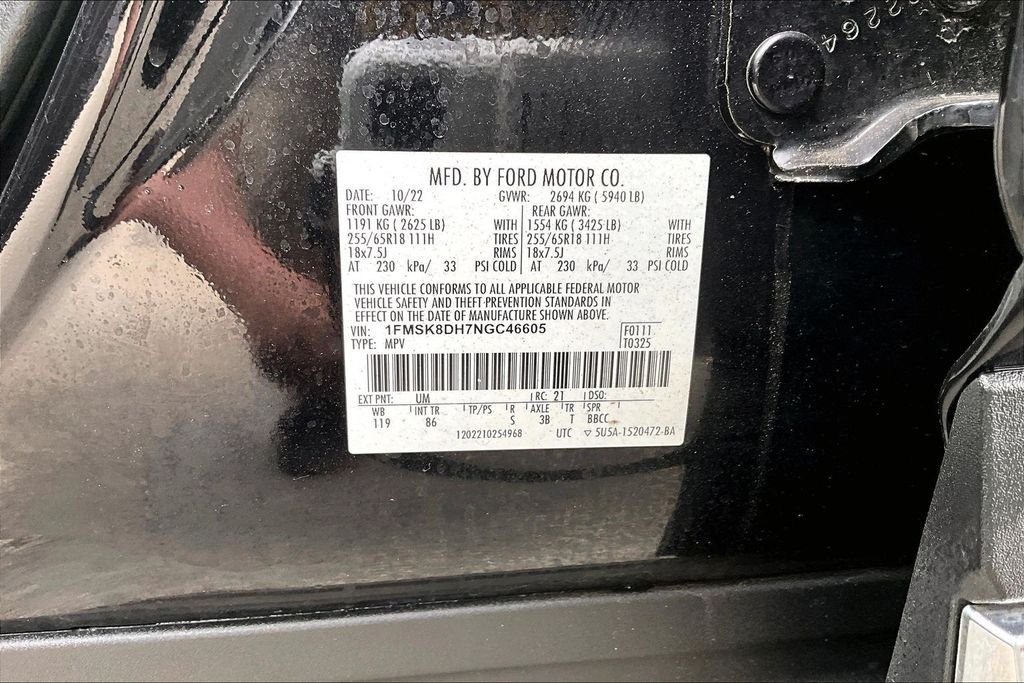 2264
MFD. BY FORD MOTOR CO.
DATE: 10/22 GVWR: 2694 KG ( 5940 LB)
FRONT GAWR: REAR GAWR:
1191 KG ( 2625 LB) WITH 1554 KG ( 3425 LB) WITH
255/65R18 111H TIRES 255/65R18 111H TIRES
18x7.5J RIMS 18x7.5J RIMS
AT 230 kPa/ 33 PSI COLD AT 230 kPa/ 33 PSI COLD
THIS VEHICLE CONFORMS TO ALL APPLICABLE FEDERAL MOTOR
VEHICLE SAFETY AND THEFT PREVENTION STANDARDS IN
EFFECT ON THE DATE OF MANUFACTURE SHOWN ABOVE.
VIN: 1FMSK8DH7NGC46605 F0111
TYPE: MPV T0325
EXT PNT: UM RC: 21 DSO:
WB INT TR TP/PS R AXLE TR SPR
119 86 S 3B T BBCC
1202210254968 UTC ▽ 5U5A-1520472-BA